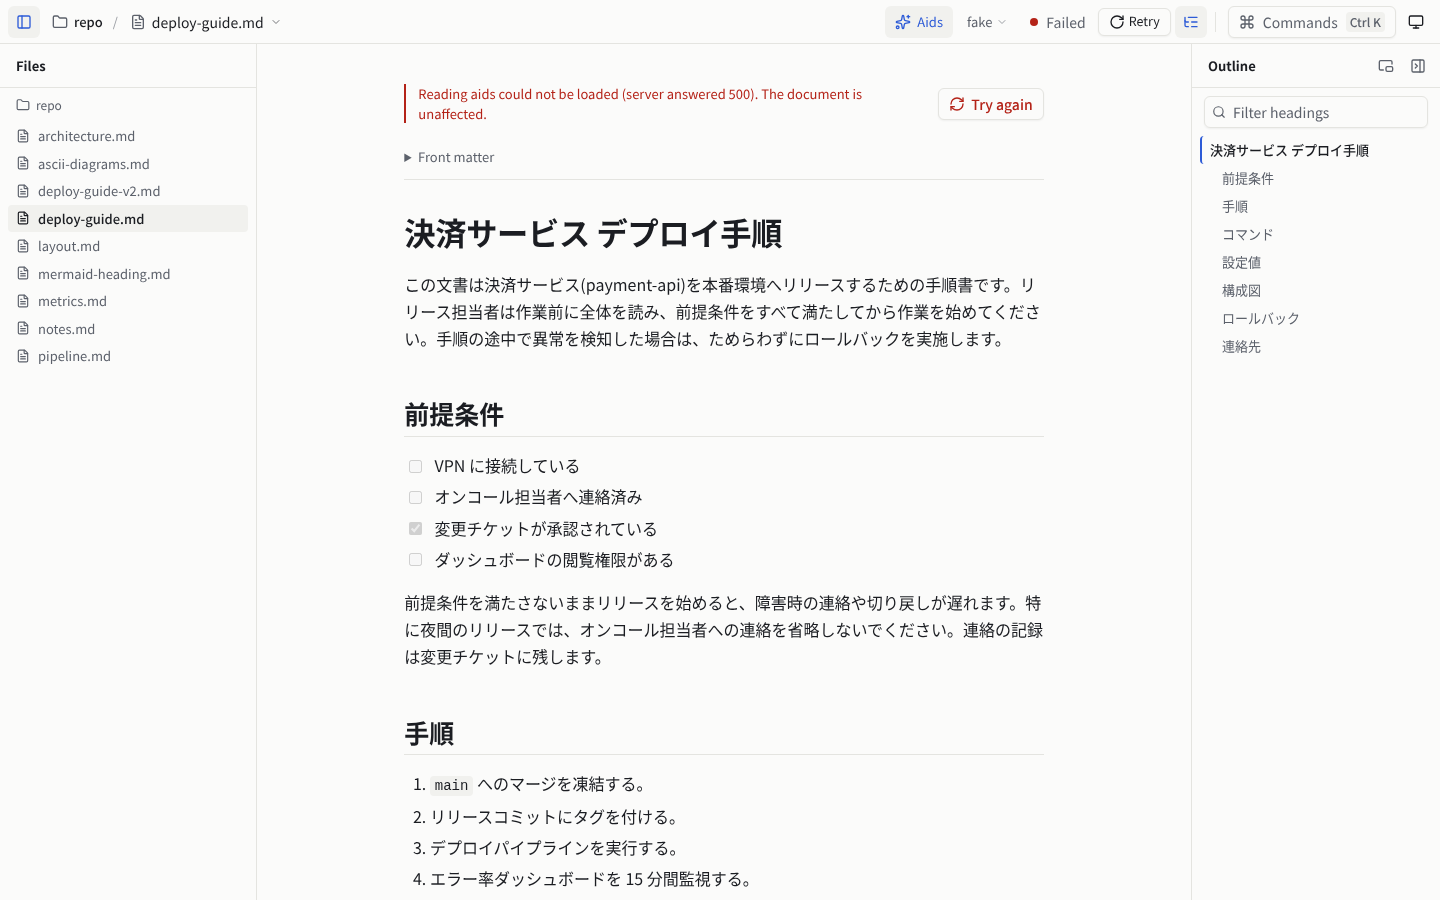 repo / deploy-guide.md
Aids
fake
Failed
Retry
Commands Ctrl K
Files
repo
architecture.md
ascii-diagrams.md
deploy-guide-v2.md
deploy-guide.md
layout.md
mermaid-heading.md
metrics.md
notes.md
pipeline.md
Reading aids could not be loaded (server answered 500). The document is
unaffected.
Try again
Front matter
決済サービス デプロイ手順
この文書は決済サービス(payment-api)を本番環境へリリースするための手順書です。リ
リース担当者は作業前に全体を読み、前提条件をすべて満たしてから作業を始めてくださ
い。手順の途中で異常を検知した場合は、ためらわずにロールバックを実施します。
前提条件
VPN に接続している
オンコール担当者へ連絡済み
変更チケットが承認されている
ダッシュボードの閲覧権限がある
前提条件を満たさないままリリースを始めると、障害時の連絡や切り戻しが遅れます。特
に夜間のリリースでは、オンコール担当者への連絡を省略しないでください。連絡の記録
は変更チケットに残します。
手順
1. main へのマージを凍結する。
2. リリースコミットにタグを付ける。
3. デプロイパイプラインを実行する。
4. エラー率ダッシュボードを 15 分間監視する。
Outline
Filter headings
決済サービス デプロイ手順
前提条件
手順
コマンド
設定値
構成図
ロールバック
連絡先